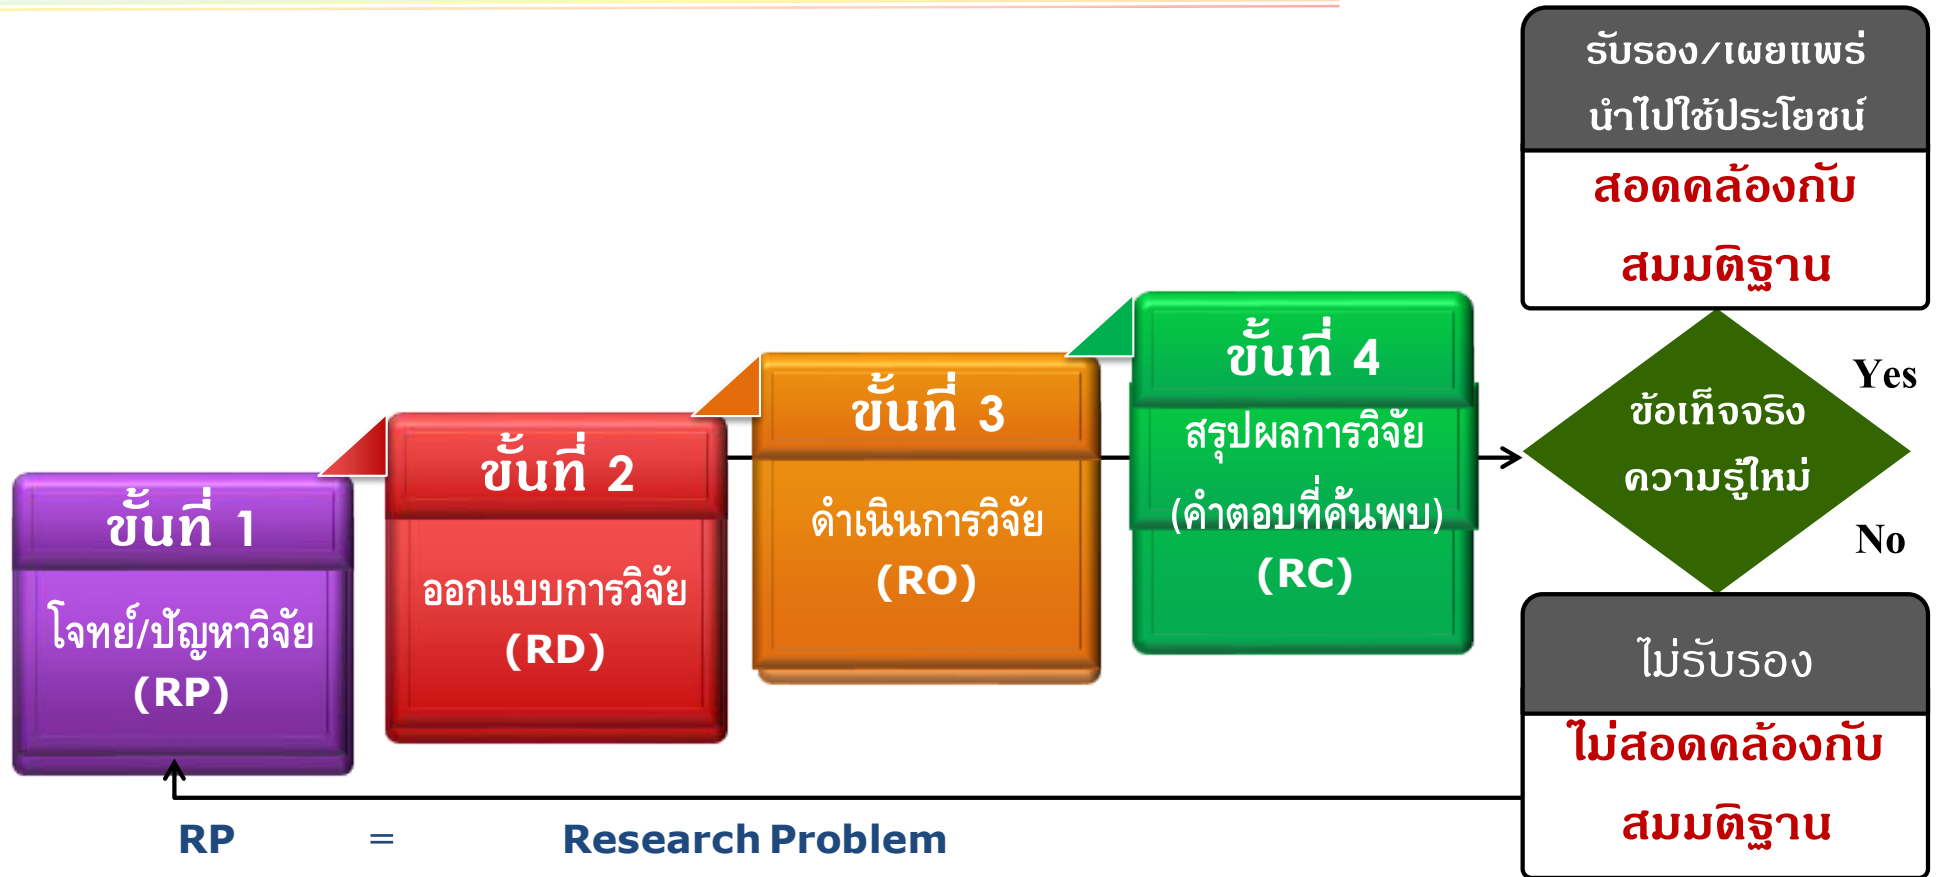 รับรอง/เผยแพร่
นำไปใช้ประโยชน์
สอดคล้องกับ
สมมติฐาน
ขั้นที่ 1
โจทย์/ปัญหาวิจัย
(RP)
ขั้นที่ 2
ออกแบบการวิจัย
(RD)
ขั้นที่ 3
ดำเนินการวิจัย
(RO)
ขั้นที่ 4
สรุปผลการวิจัย
(คำตอบที่ค้นพบ)
(RC)
ข้อเท็จจริง
ความรู้ใหม่
Yes
No
ไม่รับรอง
ไม่สอดคล้องกับ
สมมติฐาน
RP = Research Problem